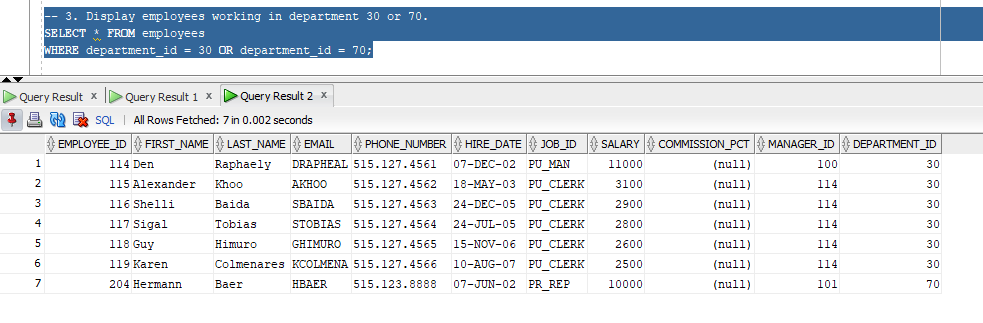 -- 3. Display employees working in department 30 or 70.
SELECT * FROM employees
WHERE department_id = 30 OR department_id = 70;
Query Result x Query Result 1 x Query Result 2 x
SQL | All Rows Fetched: 7 in 0.002 seconds
EMPLOYEE_ID FIRST_NAME LAST_NAME EMAIL PHONE_NUMBER HIRE_DATE JOB_ID SALARY COMMISSION_PCT MANAGER_ID DEPARTMENT_ID
1 114 Den Raphaely DRAPHEAL 515.127.4561 07-DEC-02 PU_MAN 11000 (null) 100 30
2 115 Alexander Khoo AKHOO 515.127.4562 18-MAY-03 PU_CLERK 3100 (null) 114 30
3 116 Shelli Baida SBAIDA 515.127.4563 24-DEC-05 PU_CLERK 2900 (null) 114 30
4 117 Sigal Tobias STOBIAS 515.127.4564 24-JUL-05 PU_CLERK 2800 (null) 114 30
5 118 Guy Himuro GHIMURO 515.127.4565 15-NOV-06 PU_CLERK 2600 (null) 114 30
6 119 Karen Colmenares KCOLMENA 515.127.4566 10-AUG-07 PU_CLERK 2500 (null) 114 30
7 204 Hermann Baer HBAER 515.123.8888 07-JUN-02 PR_REP 10000 (null) 101 70